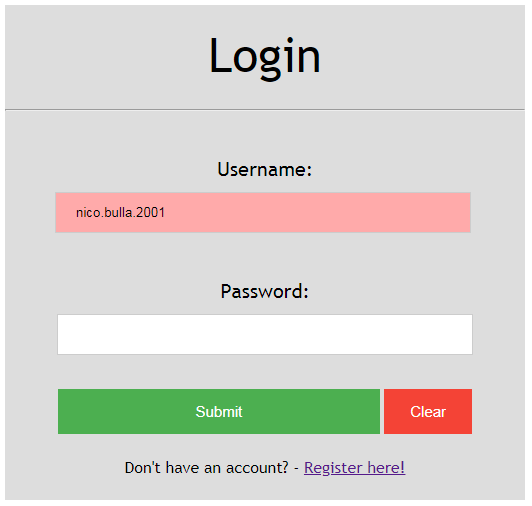 Login
Username:
nico.bulla.2001
Password:
Submit Clear
Don't have an account? - Register here!